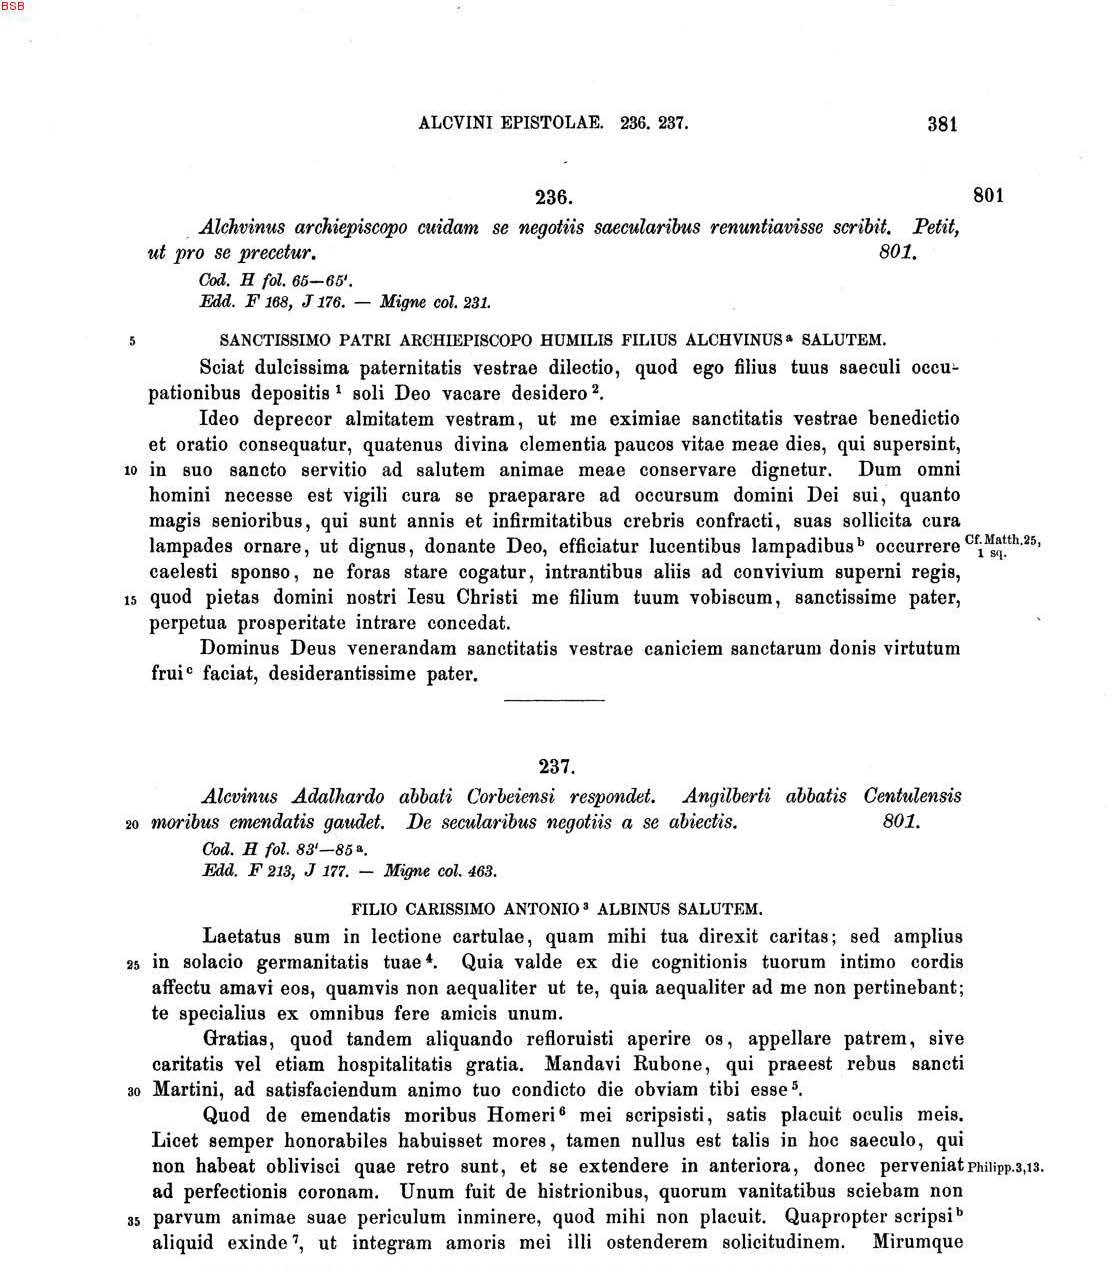 BSB
ALCVINI EPISTOLAE. 236. 237. 381
236. 801
Alchvinus archiepiscopo cuidam se negotiis saecularibus renuntiavisse scribit. Petit,
ut pro se precetur. 801.
Cod. H fol. 65—65'.
Edd. F 168, J 176. — Migne col. 231.
5 SANCTISSIMO PATRI ARCHIEPISCOPO HUMILIS FILIUS ALCHVINUS a SALUTEM.
Sciat dulcissima paternitatis vestrae dilectio, quod ego filius tuus saeculi occu-
pationibus depositis 1 soli Deo vacare desidero 2.
Ideo deprecor almitatem vestram, ut me eximiae sanctitatis vestrae benedictio
et oratio consequatur, quatenus divina clementia paucos vitae meae dies, qui supersint,
10 in suo sancto servitio ad salutem animae meae conservare dignetur. Dum omni
homini necesse est vigili cura se praeparare ad occursum domini Dei sui, quanto
magis senioribus, qui sunt annis et infirmitatibus crebris confracti, suas sollicita cura
lampades ornare, ut dignus, donante Deo, efficiatur lucentibus lampadibus b occurrere Cf. Matth. 25,
1 sq.
caelesti sponso, ne foras stare cogatur, intrantibus aliis ad convivium superni regis,
15 quod pietas domini nostri Iesu Christi me filium tuum vobiscum, sanctissime pater,
perpetua prosperitate intrare concedat.
Dominus Deus venerandam sanctitatis vestrae caniciem sanctarum donis virtutum
frui c faciat, desiderantissime pater.
237.
Alcvinus Adalhardo abbati Corbeiensi respondet. Angilberti abbatis Centulensis
20 moribus emendatis gaudet. De secularibus negotiis a se abiectis. 801.
Cod. H fol. 83'—85 a.
Edd. F 213, J 177. — Migne col. 463.
FILIO CARISSIMO ANTONIO 3 ALBINUS SALUTEM.
Laetatus sum in lectione cartulae, quam mihi tua direxit caritas; sed amplius
25 in solacio germanitatis tuae 4. Quia valde ex die cognitionis tuorum intimo cordis
affectu amavi eos, quamvis non aequaliter ut te, quia aequaliter ad me non pertinebant;
te specialius ex omnibus fere amicis unum.
Gratias, quod tandem aliquando refloruisti aperire os, appellare patrem, sive
caritatis vel etiam hospitalitatis gratia. Mandavi Rubone, qui praeest rebus sancti
30 Martini, ad satisfaciendum animo tuo condicto die obviam tibi esse 5.
Quod de emendatis moribus Homeri 6 mei scripsisti, satis placuit oculis meis.
Licet semper honorabiles habuisset mores, tamen nullus est talis in hoc saeculo, qui
non habeat oblivisci quae retro sunt, et se extendere in anteriora, donec perveniat Philipp. 3, 13.
ad perfectionis coronam. Unum fuit de histrionibus, quorum vanitatibus sciebam non
35 parvum animae suae periculum inminere, quod mihi non placuit. Quapropter scripsi b
aliquid exinde 7, ut integram amoris mei illi ostenderem solicitudinem. Mirumque